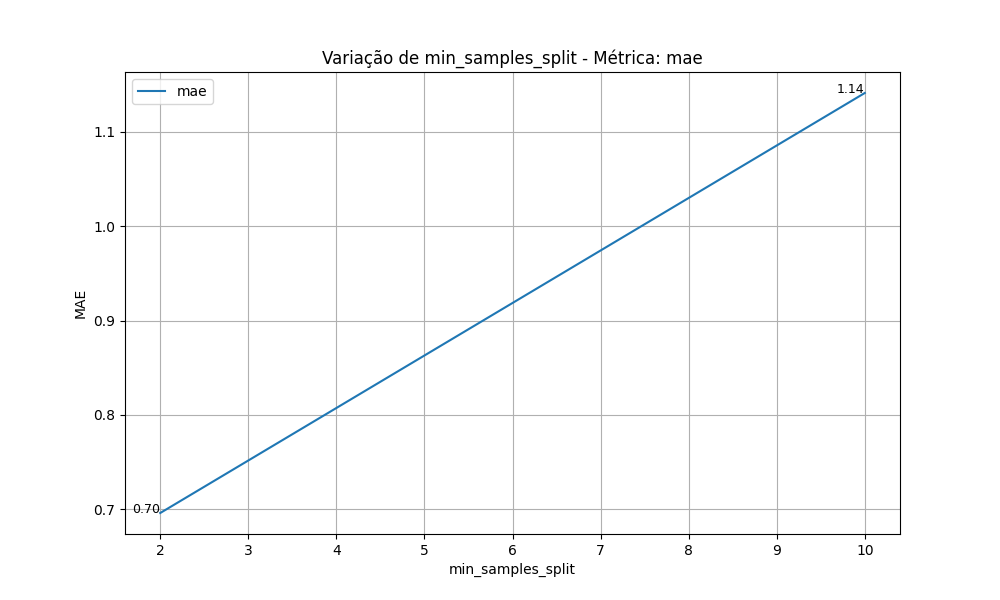 Variação de min_samples_split - Métrica: mae
mae
1.14
1.1
1.0
MAE
0.9
0.8
0.7
0.70
2 3 4 5 6 7 8 9 10
min_samples_split